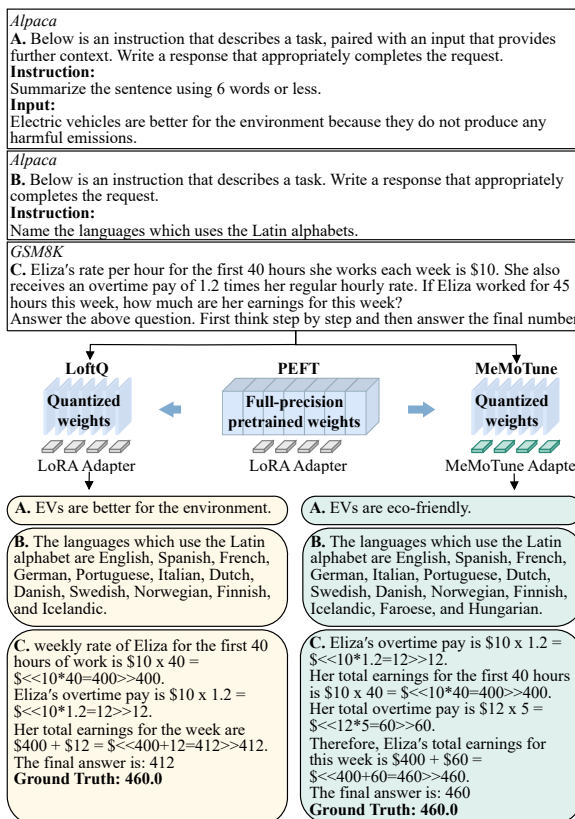 Alpaca
A. Below is an instruction that describes a task, paired with an input that provides
further context. Write a response that appropriately completes the request.
Instruction:
Summarize the sentence using 6 words or less.
Input:
Electric vehicles are better for the environment because they do not produce any
harmful emissions.
Alpaca
B. Below is an instruction that describes a task. Write a response that appropriately
completes the request.
Instruction:
Name the languages which uses the Latin alphabets.
GSM8K
C. Eliza's rate per hour for the first 40 hours she works each week is $10. She also
receives an overtime pay of 1.2 times her regular hourly rate. If Eliza worked for 45
hours this week, how much are her earnings for this week?
Answer the above question. First think step by step and then answer the final number
LoftQ
PEFT
MeMoTune
Quantized
weights
Full-precision
pretrained weights
Quantized
weights
LoRA Adapter
LoRA Adapter
MeMoTune Adapter
A. EVs are better for the environment.
B. The languages which use the Latin
alphabet are English, Spanish, French,
German, Portuguese, Italian, Dutch,
Danish, Swedish, Norwegian, Finnish,
and Icelandic.
C. weekly rate of Eliza for the first 40
hours of work is $10 x 40 =
$<<10*40=400>>400.
Eliza's overtime pay is $10 x 1.2 =
$<<10*1.2=12>>12.
Her total earnings for the week are
$400 + $12 = $<<400+12=412>>412.
The final answer is: 412
Ground Truth: 460.0
A. EVs are eco-friendly.
B. The languages which use the Latin
alphabet are English, Spanish, French,
German, Italian, Portuguese, Dutch,
Swedish, Danish, Norwegian, Finnish,
Icelandic, Faroese, and Hungarian.
C. Eliza's overtime pay is $10 x 1.2 =
$<<10*1.2=12>>12.
Her total earnings for the first 40 hours
is $10 x 40 = $<<10*40=400>>400.
Her total overtime pay is $12 x 5 =
$<<12*5=60>>60.
Therefore, Eliza's total earnings for
this week is $400 + $60 =
$<<400+60=460>>460.
The final answer is: 460
Ground Truth: 460.0